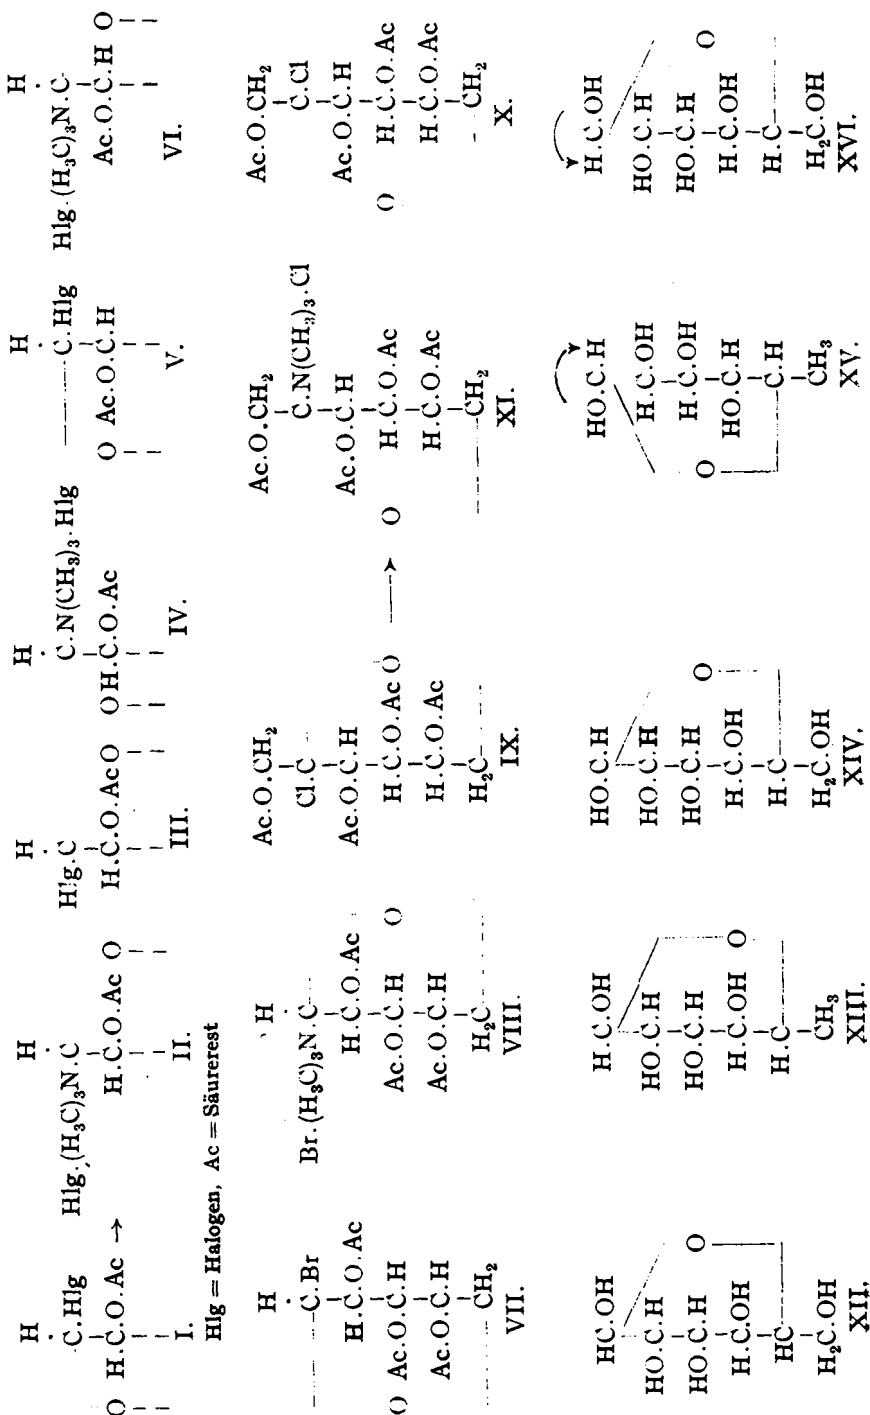 H
C.Hlg
O H.C.O.Ac →
I.
H
Hlg.(H₃C)₃N.C
H.C.O.Ac O
II.
H
Hlg.C
H.C.O.AcO
III.
H
C.N(CH₃)₃.Hlg
OH.C.O.Ac
IV.
H
C.Hlg
O Ac.O.C.H
V.
H
Hlg.(H₃C)₃N.C
Ac.O.C.H O
VI.
Hlg = Halogen, Ac = Säurerest
H
C.Br
H.C.O.Ac
O Ac.O.C.H
Ac.O.C.H
CH₂
VII.
H
Br.(H₃C)₃N.C
H.C.O.Ac
Ac.O.C.H O
Ac.O.C.H
H₂C
VIII.
Ac.O.CH₂
Cl.C
Ac.O.C.H
H.C.O.Ac O →
H.C.O.Ac
H₂C
IX.
Ac.O.CH₂
C.N(CH₃)₃.Cl
Ac.O.C.H
O H.C.O.Ac
H.C.O.Ac
CH₂
XI.
Ac.O.CH₂
C.Cl
Ac.O.C.H
O H.C.O.Ac
H.C.O.Ac
CH₂
X.
HC.OH
HO.C.H
HO.C.H O
H.C.OH
HC
H₂C.OH
XII.
H.C.OH
HO.C.H
HO.C.H
H.C.OH O
H.C
CH₃
XIII.
HO.C.H
HO.C.H
HO.C.H O
H.C.OH
H.C
H₂C.OH
XIV.
HO.C.H
H.C.OH
H.C.OH
O HO.C.H
C.H
CH₃
XV.
H.C.OH
HO.C.H
HO.C.H O
H.C.OH
H.C
H₂C.OH
XVI.